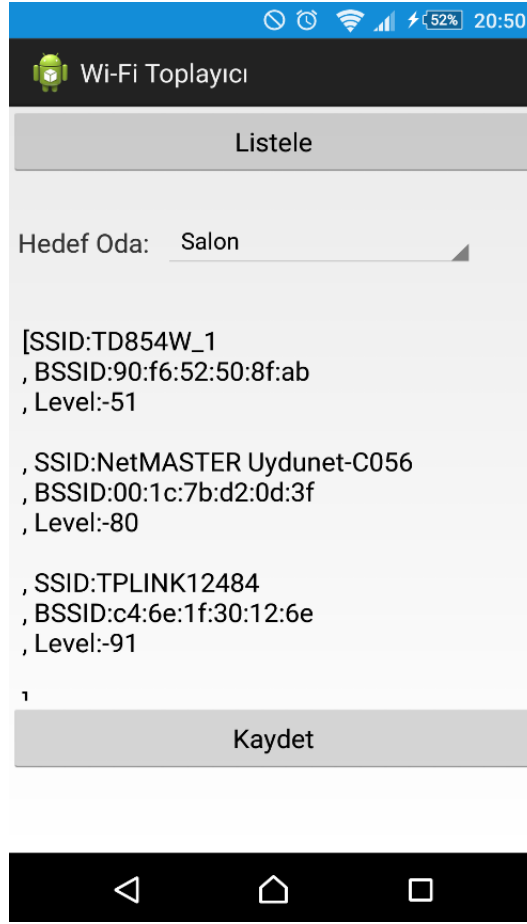 52% 20:50
Wi-Fi Toplayıcı
Listele
Hedef Oda: Salon
[SSID:TD854W_1
, BSSID:90:f6:52:50:8f:ab
, Level:-51
, SSID:NetMASTER Uydunet-C056
, BSSID:00:1c:7b:d2:0d:3f
, Level:-80
, SSID:TPLINK12484
, BSSID:c4:6e:1f:30:12:6e
, Level:-91
]
Kaydet